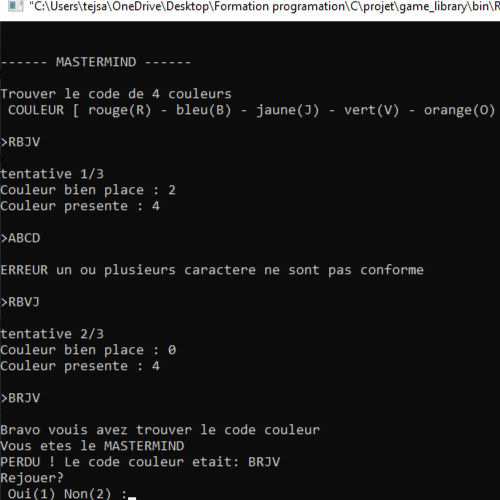 "C:\Users\tejsa\OneDrive\Desktop\Formation programation\C\projet\game_library\bin\R
------ MASTERMIND ------
Trouver le code de 4 couleurs
COULEUR [ rouge(R) - bleu(B) - jaune(J) - vert(V) - orange(O)
>RBJV
tentative 1/3
Couleur bien place : 2
Couleur presente : 4
>ABCD
ERREUR un ou plusieurs caractere ne sont pas conforme
>RBVJ
tentative 2/3
Couleur bien place : 0
Couleur presente : 4
>BRJV
Bravo vouis avez trouver le code couleur
Vous etes le MASTERMIND
PERDU ! Le code couleur etait: BRJV
Rejouer?
Oui(1) Non(2) :